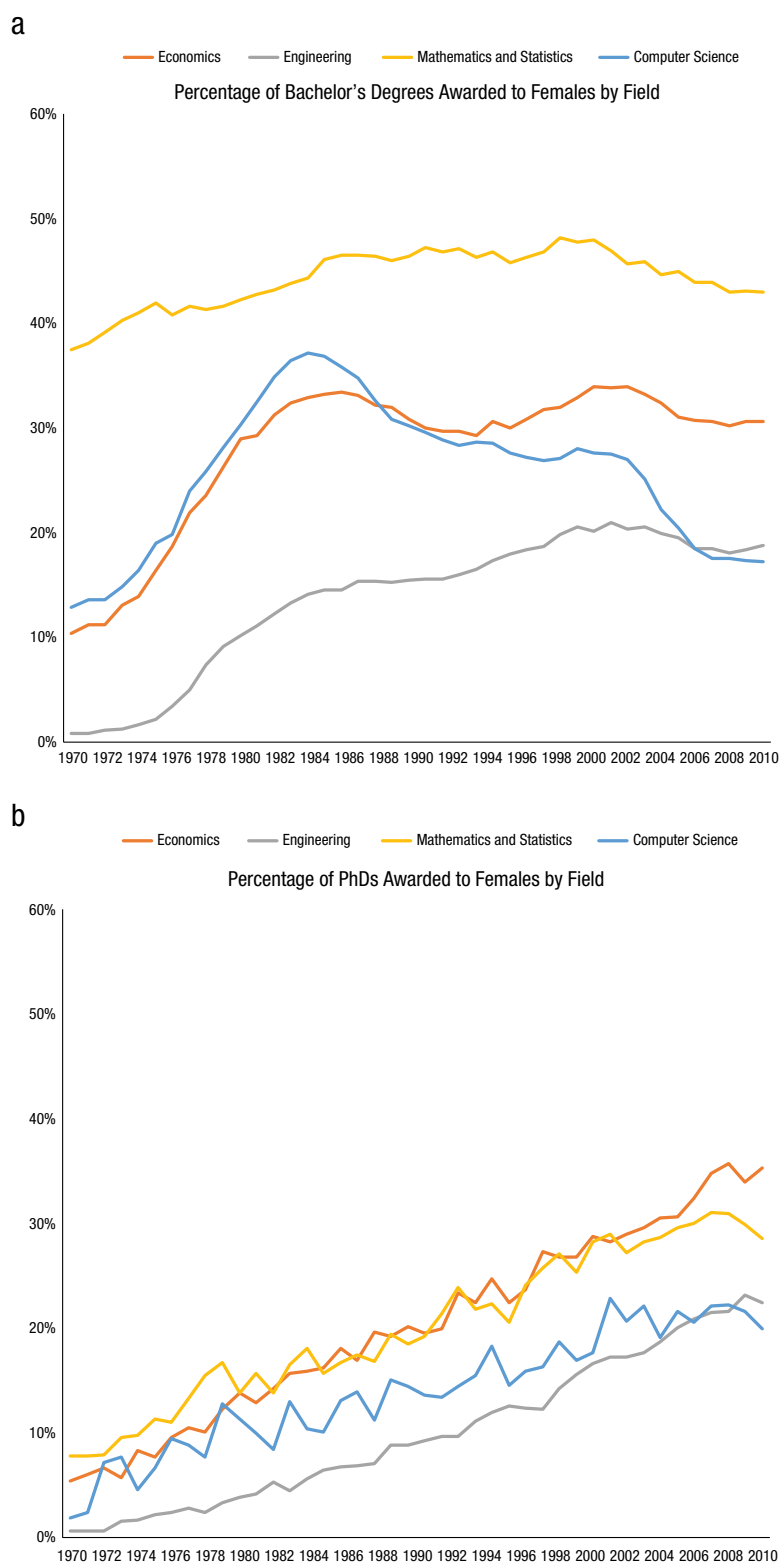 a
Economics Engineering Mathematics and Statistics Computer Science
Percentage of Bachelor’s Degrees Awarded to Females by Field
60%
50%
40%
30%
20%
10%
0%
1970 1972 1974 1976 1978 1980 1982 1984 1986 1988 1990 1992 1994 1996 1998 2000 2002 2004 2006 2008 2010
b
Economics Engineering Mathematics and Statistics Computer Science
Percentage of PhDs Awarded to Females by Field
60%
50%
40%
30%
20%
10%
0%
1970 1972 1974 1976 1978 1980 1982 1984 1986 1988 1990 1992 1994 1996 1998 2000 2002 2004 2006 2008 2010